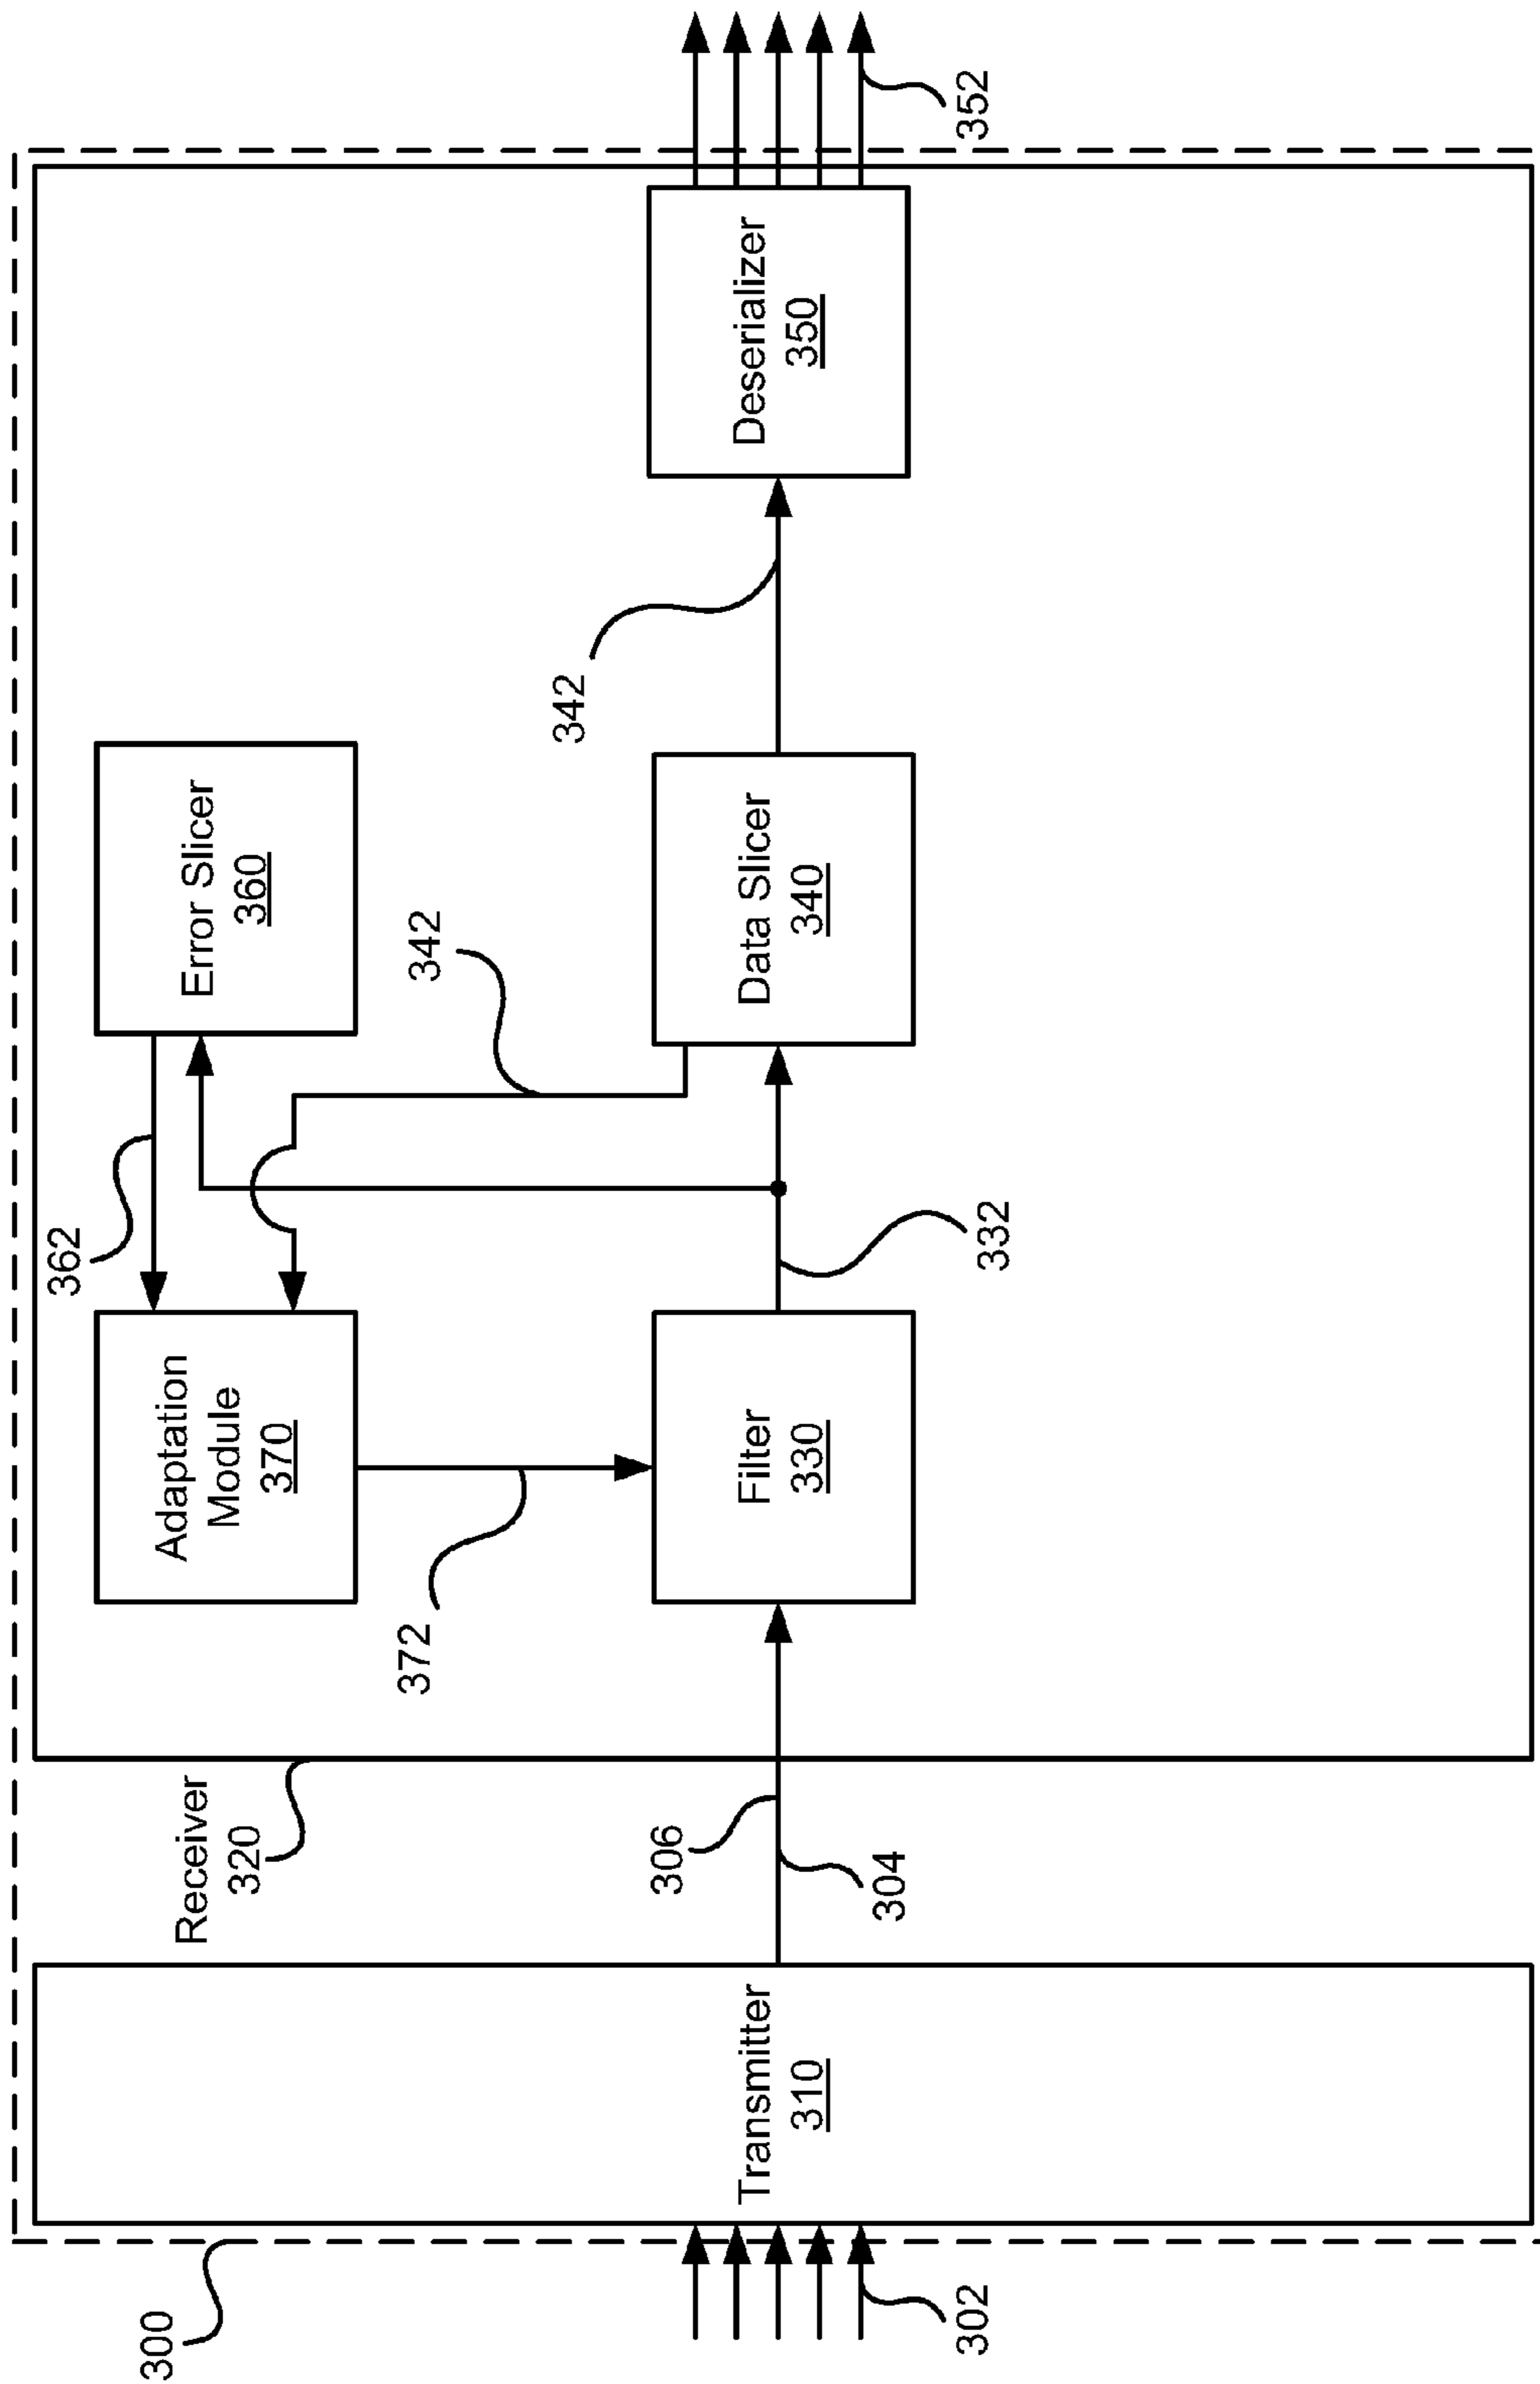 300
302
Transmitter
310
304
306
Receiver
320
372
Adaptation
Module
370
Filter
330
362
332
342
Error Slicer
360
Data Slicer
340
342
Deserializer
350
352